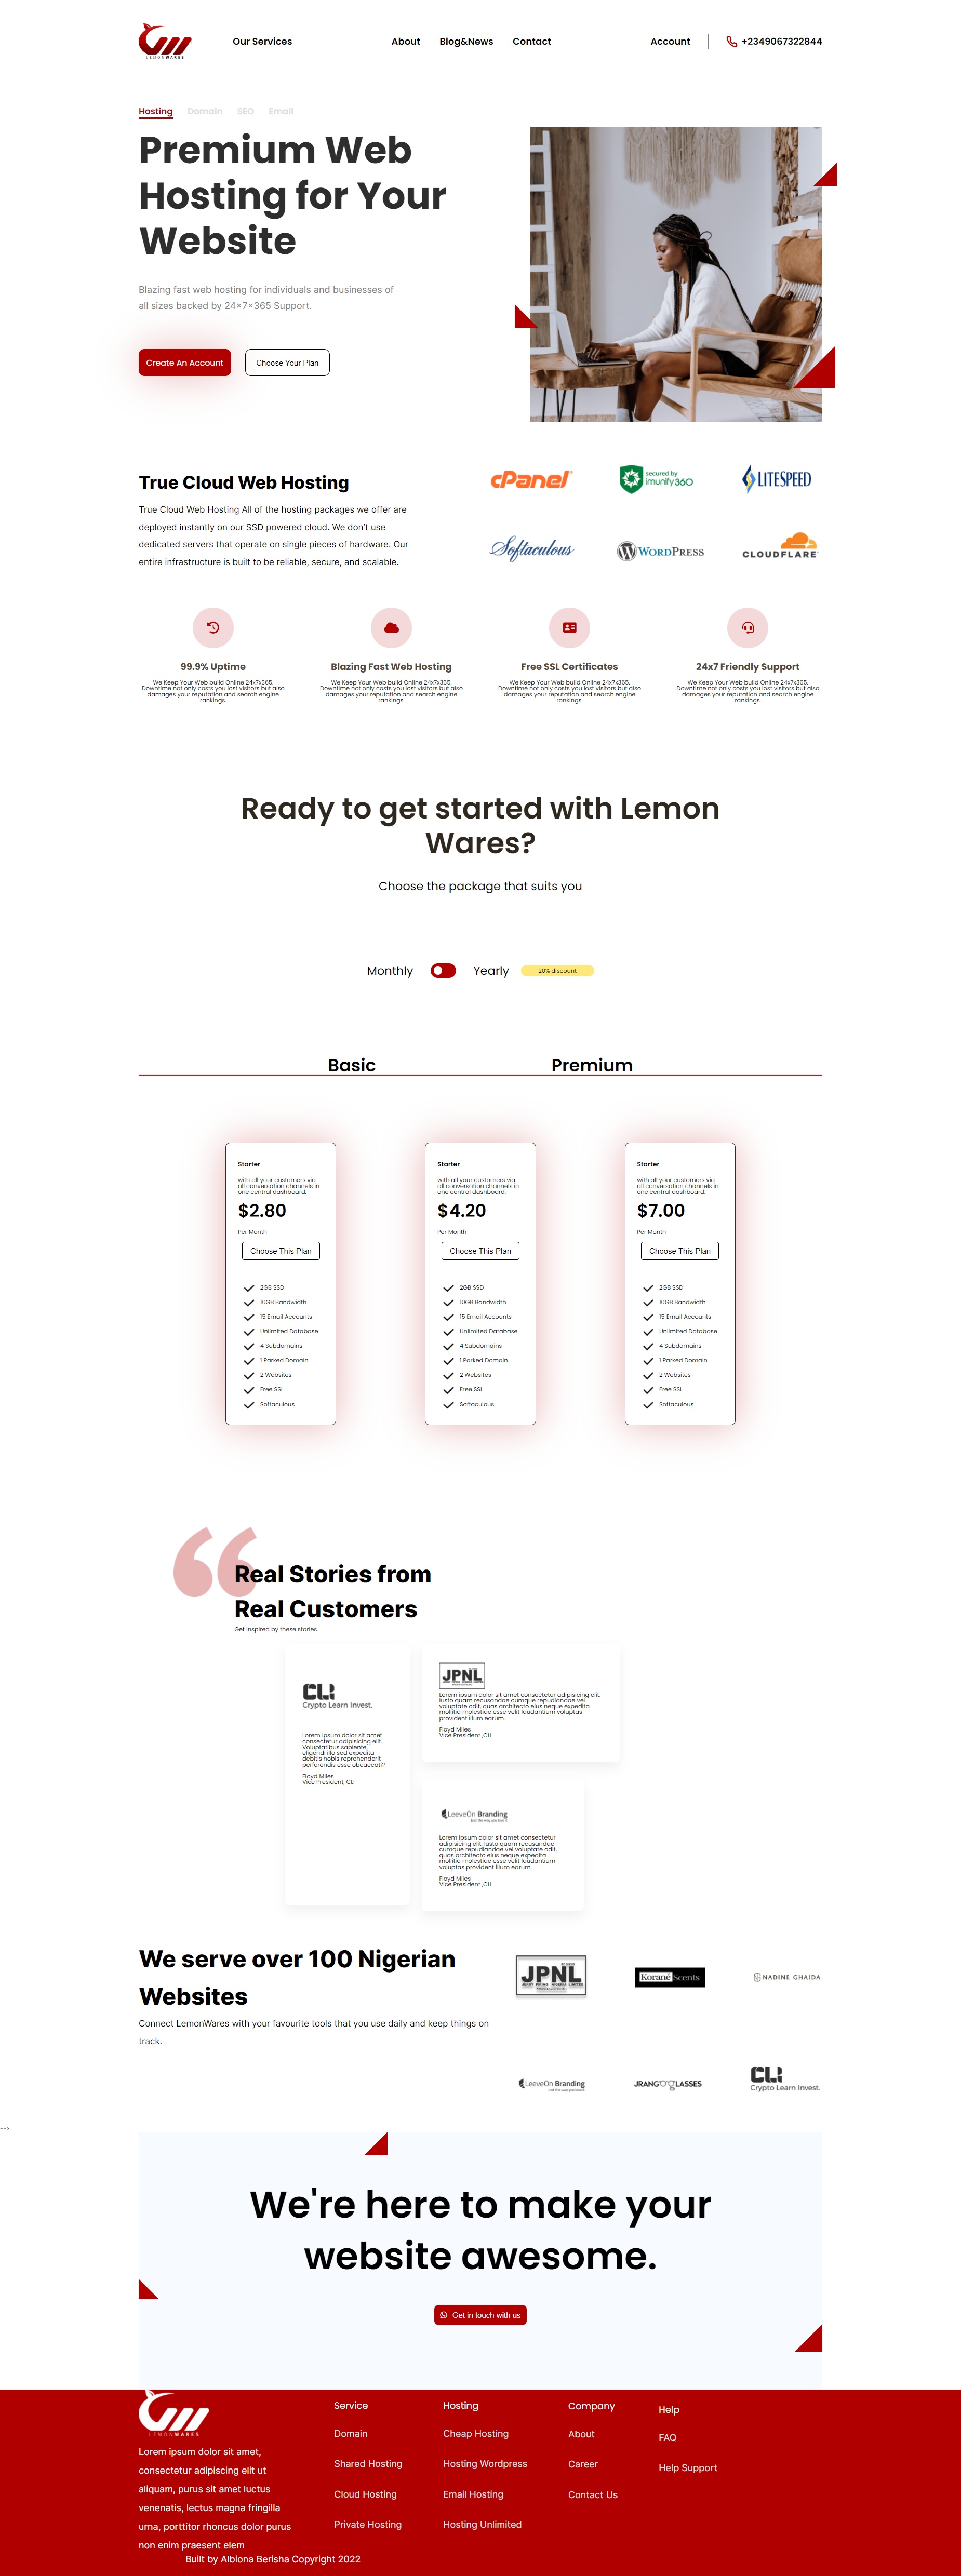 LEMONWARES
Our Services
About
Blog&News
Contact
Account
+2349067322844
Hosting
Domain
SEO
Email
Premium Web
Hosting for Your
Website
Blazing fast web hosting for individuals and businesses of
all sizes backed by 24×7×365 Support.
Create An Account
Choose Your Plan
True Cloud Web Hosting
True Cloud Web Hosting All of the hosting packages we offer are
deployed instantly on our SSD powered cloud. We don't use
dedicated servers that operate on single pieces of hardware. Our
entire infrastructure is built to be reliable, secure, and scalable.
cPanel
secured by
imunify360
LITESPEED
Softaculous
WORDPRESS
CLOUDFLARE
99.9% Uptime
We Keep Your Web build Online 24x7x365.
Downtime not only costs you lost visitors but also
damages your reputation and search engine
rankings.
Blazing Fast Web Hosting
We Keep Your Web build Online 24x7x365.
Downtime not only costs you lost visitors but also
damages your reputation and search engine
rankings.
Free SSL Certificates
We Keep Your Web build Online 24x7x365.
Downtime not only costs you lost visitors but also
damages your reputation and search engine
rankings.
24x7 Friendly Support
We Keep Your Web build Online 24x7x365.
Downtime not only costs you lost visitors but also
damages your reputation and search engine
rankings.
Ready to get started with Lemon
Wares?
Choose the package that suits you
Monthly
Yearly
20% discount
Basic
Premium
Starter
with all your customers via
all conversation channels in
one central dashboard.
$2.80
Per Month
Choose This Plan
2GB SSD
10GB Bandwidth
15 Email Accounts
Unlimited Database
4 Subdomains
1 Parked Domain
2 Websites
Free SSL
Softaculous
Starter
with all your customers via
all conversation channels in
one central dashboard.
$4.20
Per Month
Choose This Plan
2GB SSD
10GB Bandwidth
15 Email Accounts
Unlimited Database
4 Subdomains
1 Parked Domain
2 Websites
Free SSL
Softaculous
Starter
with all your customers via
all conversation channels in
one central dashboard.
$7.00
Per Month
Choose This Plan
2GB SSD
10GB Bandwidth
15 Email Accounts
Unlimited Database
4 Subdomains
1 Parked Domain
2 Websites
Free SSL
Softaculous
Real Stories from
Real Customers
Get inspired by these stories.
CLI
Crypto Learn Invest.
Lorem ipsum dolor sit amet
consectetur adipisicing elit.
Voluptatibus sapiente,
eligendi illo sed expedita
debitis nobis reprehenderit
perferendis esse obcaecati?
Floyd Miles
Vice President, CLI
JPNL
Lorem ipsum dolor sit amet consectetur adipisicing elit.
Iusto quam recusandae cumque repudiandae vel
voluptate odit, quas architecto eius neque expedita
mollitia molestiae esse velit laudantium voluptas
provident illum earum.
Floyd Miles
Vice President ,CLI
LeeveOn Branding
Just the way you love it
Lorem ipsum dolor sit amet consectetur
adipisicing elit. Iusto quam recusandae
cumque repudiandae vel voluptate odit,
quas architecto eius neque expedita
mollitia molestiae esse velit laudantium
voluptas provident illum earum.
Floyd Miles
Vice President ,CLI
We serve over 100 Nigerian
Websites
Connect LemonWares with your favourite tools that you use daily and keep things on
track.
JPNL
Korané Scents
NADINE GHAIDA
LeeveOn Branding
Just the way you love it
JRANGGLASSES
CLI
Crypto Learn Invest.
-->
We're here to make your
website awesome.
Get in touch with us
LEMONWARES
Lorem ipsum dolor sit amet,
consectetur adipiscing elit ut
aliquam, purus sit amet luctus
venenatis, lectus magna fringilla
urna, porttitor rhoncus dolor purus
non enim praesent elem
Service
Domain
Shared Hosting
Cloud Hosting
Private Hosting
Hosting
Cheap Hosting
Hosting Wordpress
Email Hosting
Hosting Unlimited
Company
About
Career
Contact Us
Help
FAQ
Help Support
Built by Albiona Berisha Copyright 2022